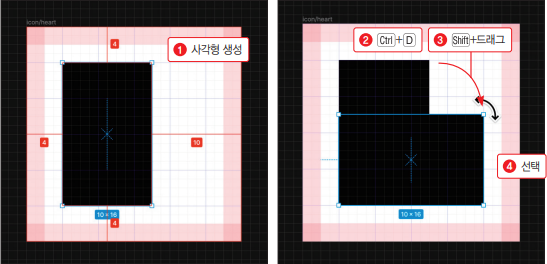 icon/heart
4
1 사각형 생성
4
10
10 × 16
4
icon/heart
2 Ctrl+D
3 Shift+드래그
4 선택
10 × 16